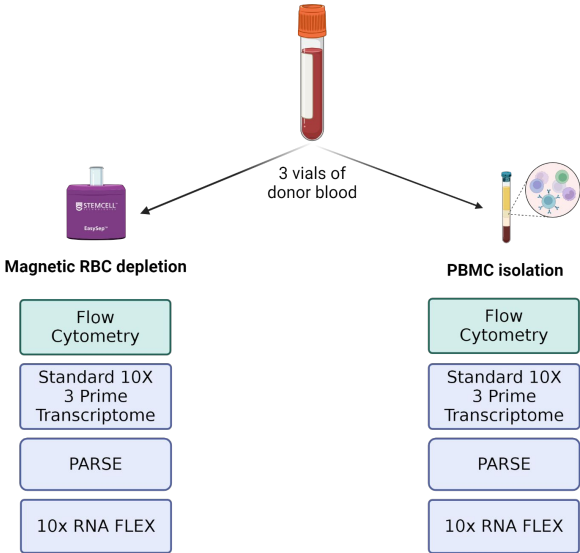 3 vials of
donor blood
STEMCELL
EasySep™
Magnetic RBC depletion
PBMC isolation
Flow
Cytometry
Standard 10X
3 Prime
Transcriptome
PARSE
10x RNA FLEX
Flow
Cytometry
Standard 10X
3 Prime
Transcriptome
PARSE
10x RNA FLEX